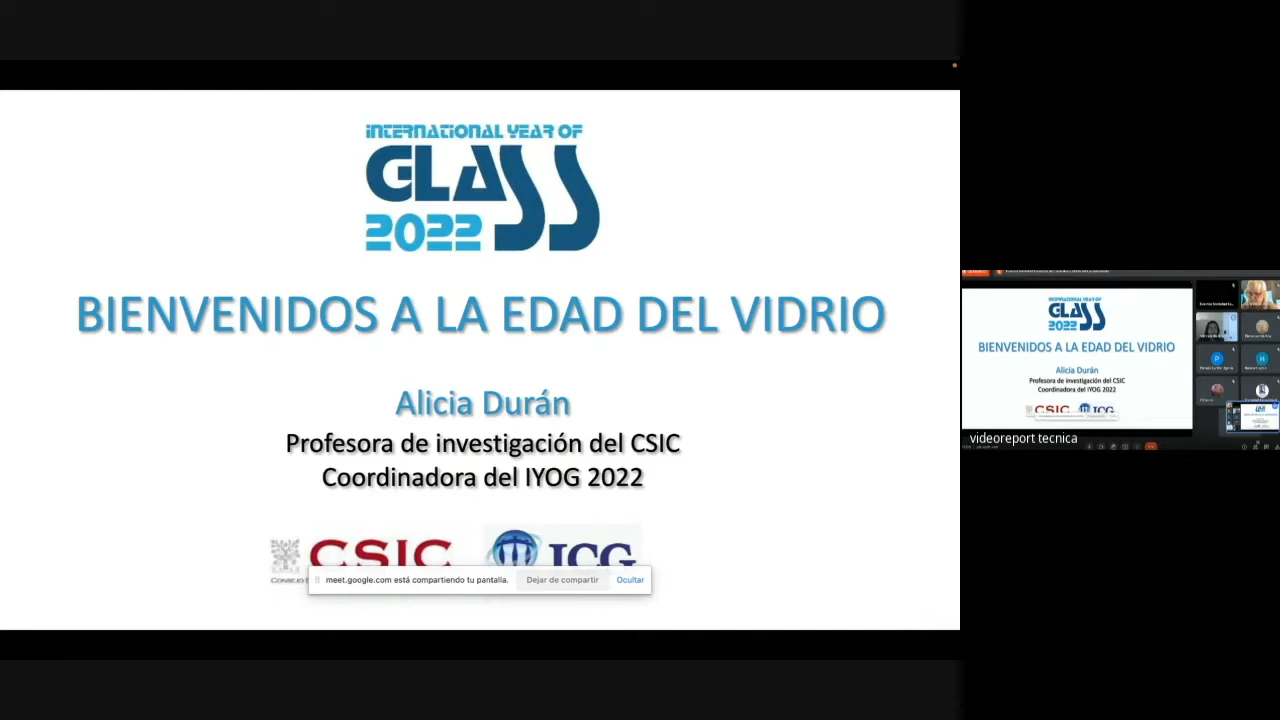 INTERNATIONAL YEAR OF
GLASS
2022
BIENVENIDOS A LA EDAD DEL VIDRIO
Alicia Durán
Profesora de investigación del CSIC
Coordinadora del IYOG 2022
CSIC
ICG
meet.google.com está compartiendo tu pantalla.
Dejar de compartir
Ocultar
INTERNATIONAL YEAR OF
GLASS
2022
BIENVENIDOS A LA EDAD DEL VIDRIO
Alicia Durán
Profesora de investigación del CSIC
Coordinadora del IYOG 2022
CSIC
ICG
P
H
videoreport tecnica